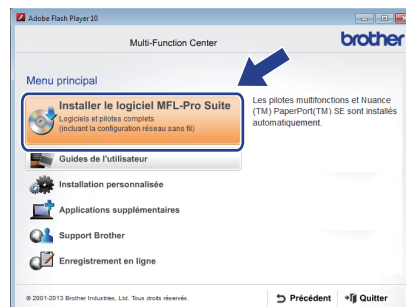 Adobe Flash Player 10
Multi-Function Center
brother
Menu principal
Installer le logiciel MFL-Pro Suite
Logiciels et pilotes complets
(incluant la configuration réseau sans fil)
Les pilotes multifonctions et Nuance
(TM) PaperPort(TM) SE sont installés
automatiquement.
Guides de l'utilisateur
Installation personnalisée
Applications supplémentaires
Support Brother
Enregistrement en ligne
© 2001-2013 Brother Industries, Ltd. Tous droits réservés.
Précédent
Quitter